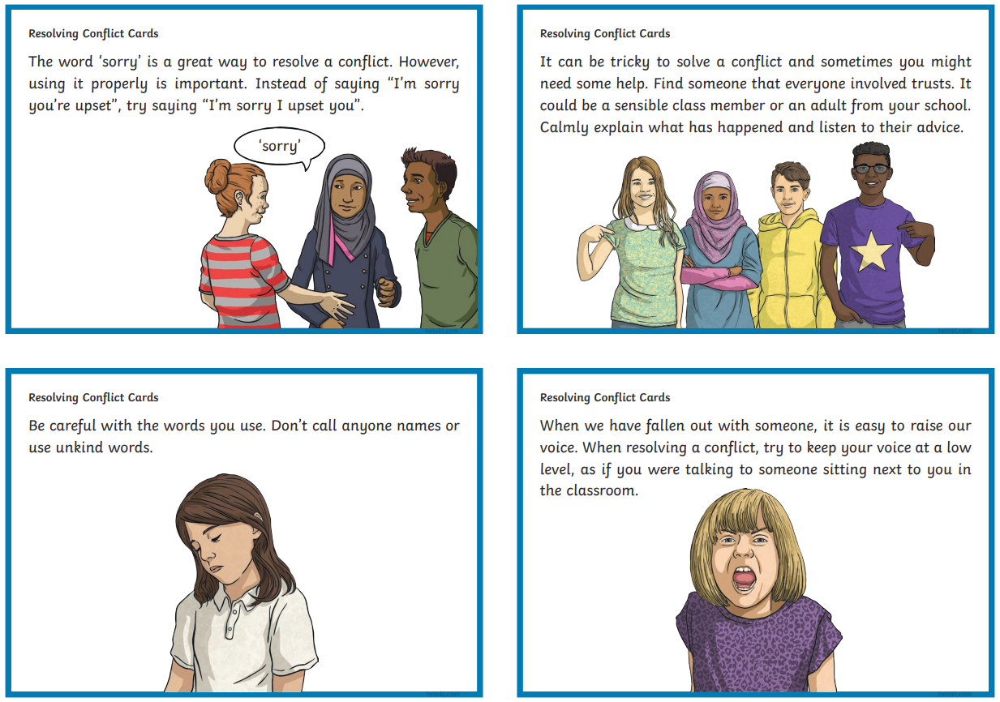 Resolving Conflict Cards
The word ‘sorry’ is a great way to resolve a conflict. However,
using it properly is important. Instead of saying “I’m sorry
you’re upset”, try saying “I’m sorry I upset you”.
‘sorry’
Resolving Conflict Cards
It can be tricky to solve a conflict and sometimes you might
need some help. Find someone that everyone involved trusts. It
could be a sensible class member or an adult from your school.
Calmly explain what has happened and listen to their advice.
Resolving Conflict Cards
Be careful with the words you use. Don’t call anyone names or
use unkind words.
Resolving Conflict Cards
When we have fallen out with someone, it is easy to raise our
voice. When resolving a conflict, try to keep your voice at a low
level, as if you were talking to someone sitting next to you in
the classroom.